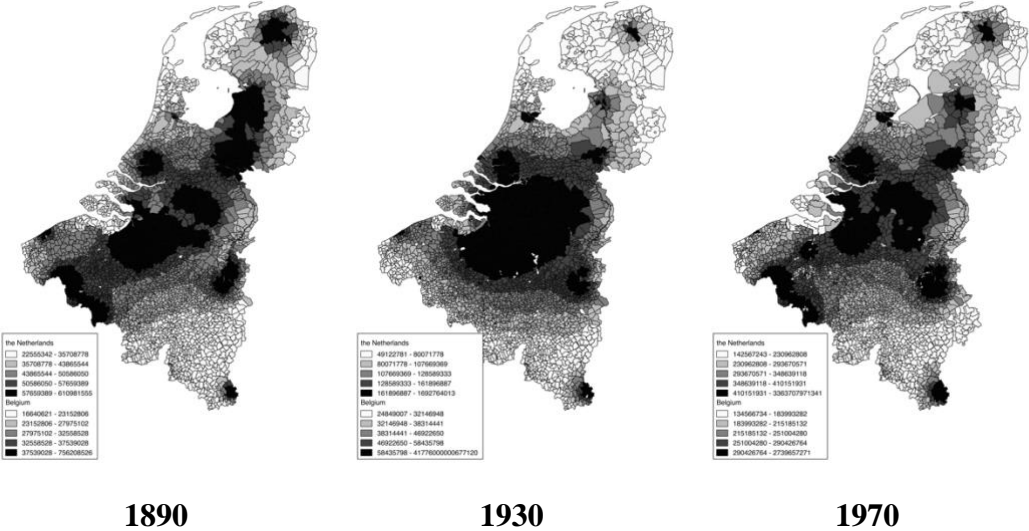 the Netherlands
22555342 - 35708778
35708778 - 43865544
43865544 - 50586050
50586050 - 57659389
57659389 - 610981555
Belgium
16640621 - 23152806
23152806 - 27975102
27975102 - 32558528
32558528 - 37539028
37539028 - 756208526
the Netherlands
49122781 - 80071778
80071778 - 107669369
107669369 - 128589333
128589333 - 161896887
161896887 - 1692764013
Belgium
24849007 - 32146948
32146948 - 38314441
38314441 - 46922650
46922650 - 58435798
58435798 - 41776000000677120
the Netherlands
142587243 - 230962808
230962808 - 293670571
293670571 - 348639118
348639118 - 410151931
410151931 - 3363707971341
Belgium
134566734 - 183993282
183993282 - 215185132
215185132 - 251004280
251004280 - 290426764
290426764 - 2739657271
1890
1930
1970